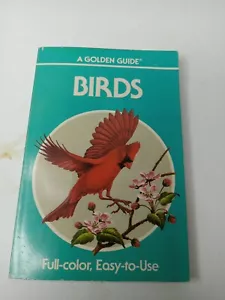 A GOLDEN GUIDE®
BIRDS
Full-color, Easy-to-Use